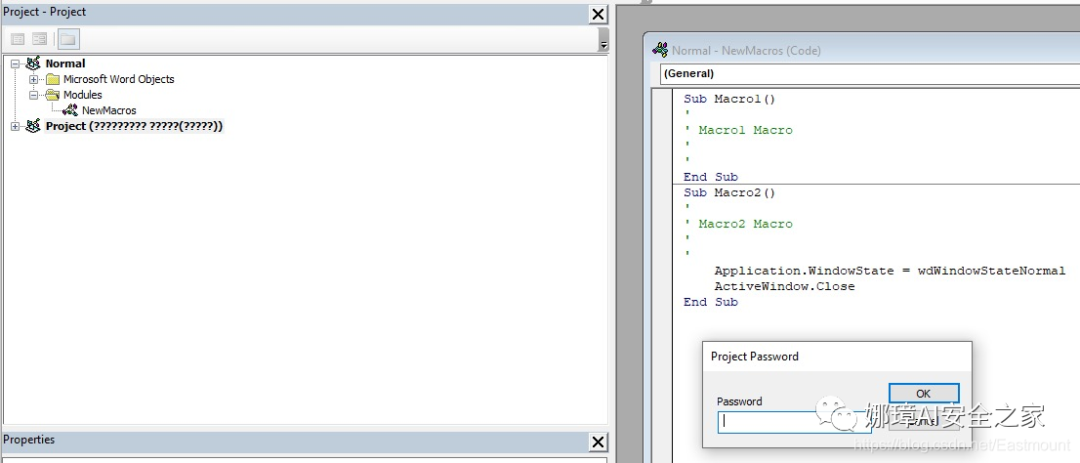 Project - Project
Normal
Microsoft Word Objects
Modules
NewMacros
Project (????????? ?????(?????))
Properties
Normal - NewMacros (Code)
(General)
Sub Macro1()
'
' Macro1 Macro
'
'
End Sub
Sub Macro2()
'
' Macro2 Macro
'
'
Application.WindowState = wdWindowStateNormal
ActiveWindow.Close
End Sub
Project Password
Password
OK
娜璋AI安全之家
https://blog.csdn.net/Eastmount